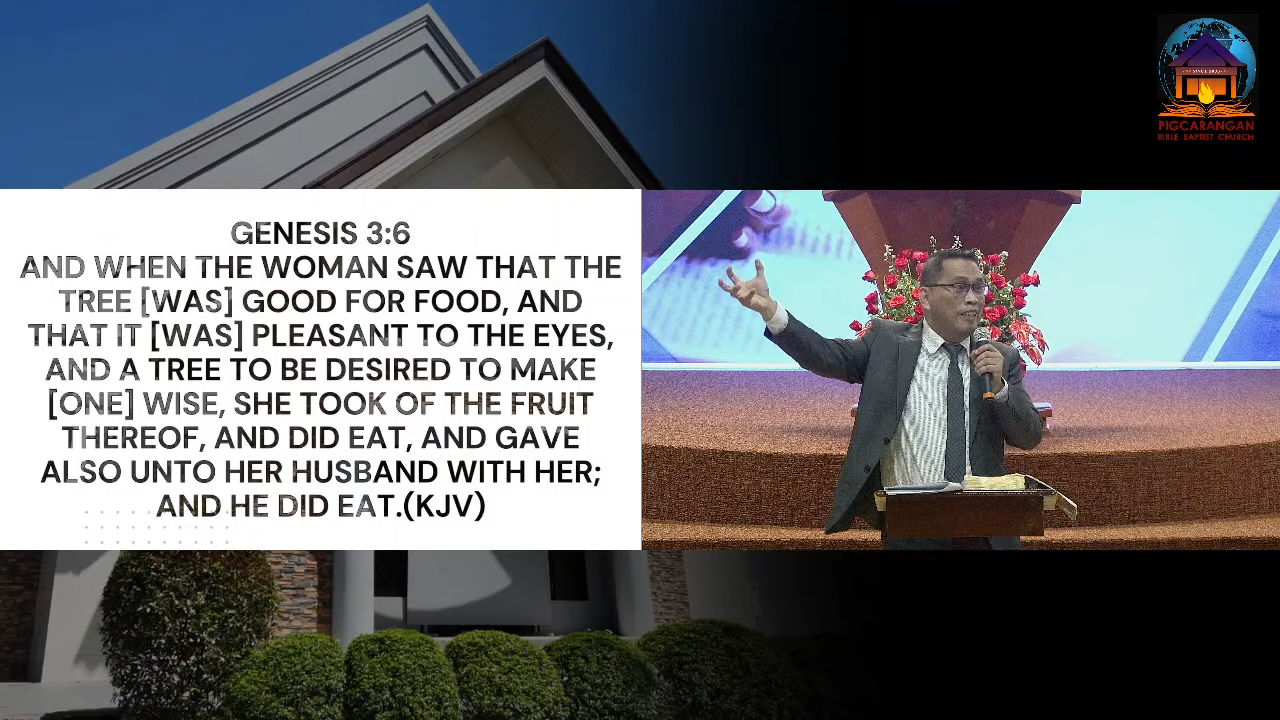 GENESIS 3:6
AND WHEN THE WOMAN SAW THAT THE
TREE [WAS] GOOD FOR FOOD, AND
THAT IT [WAS] PLEASANT TO THE EYES,
AND A TREE TO BE DESIRED TO MAKE
[ONE] WISE, SHE TOOK OF THE FRUIT
THEREOF, AND DID EAT, AND GAVE
ALSO UNTO HER HUSBAND WITH HER;
AND HE DID EAT.(KJV)
PIGCARANGAN
BIBLE BAPTIST CHURCH